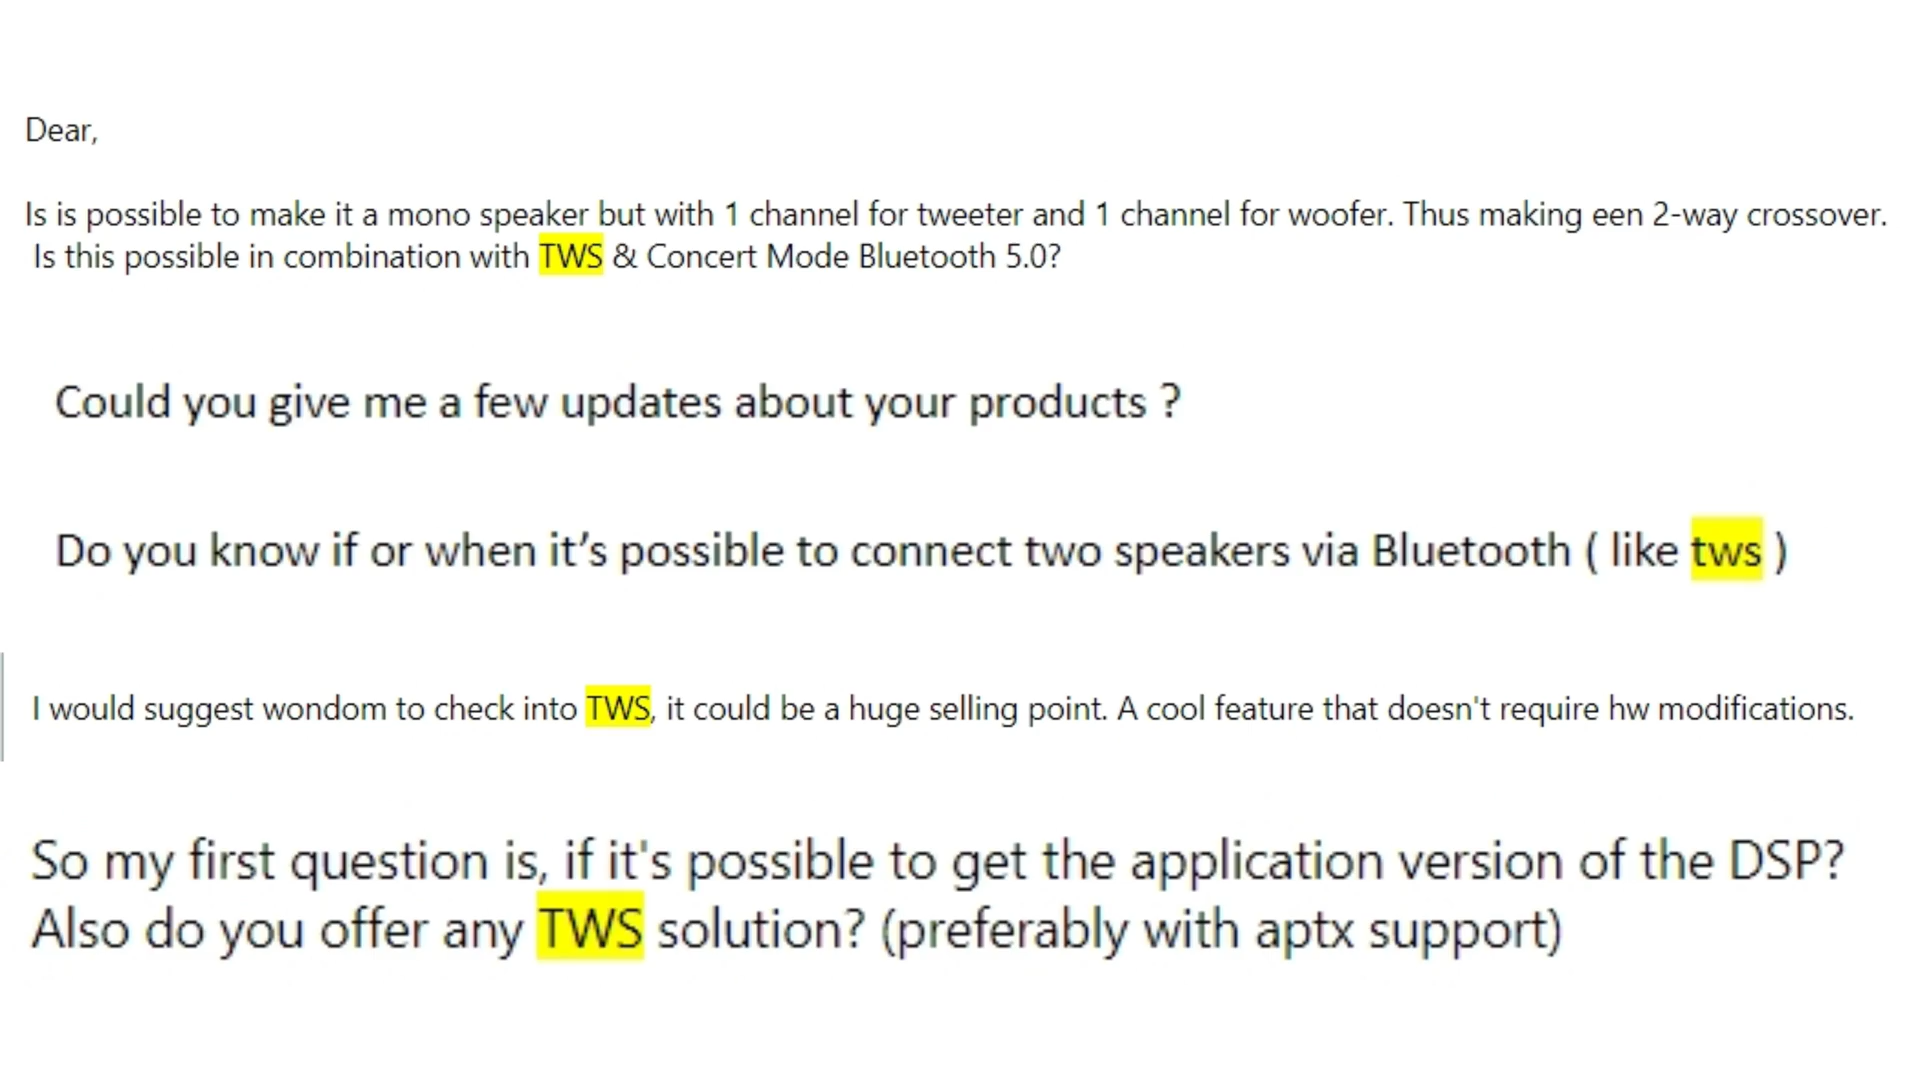 Dear,
Is is possible to make it a mono speaker but with 1 channel for tweeter and 1 channel for woofer. Thus making een 2-way crossover.
Is this possible in combination with TWS & Concert Mode Bluetooth 5.0?
Could you give me a few updates about your products ?
Do you know if or when it’s possible to connect two speakers via Bluetooth ( like tws )
I would suggest wondom to check into TWS, it could be a huge selling point. A cool feature that doesn't require hw modifications.
So my first question is, if it's possible to get the application version of the DSP?
Also do you offer any TWS solution? (preferably with aptx support)